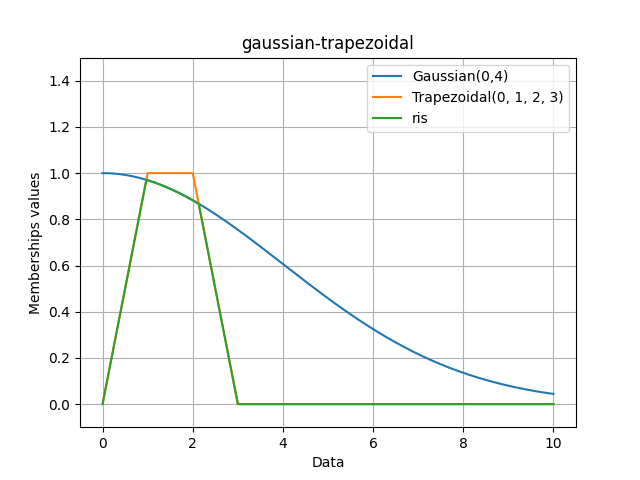 gaussian-trapezoidal
Gaussian(0,4)
Trapezoidal(0, 1, 2, 3)
ris
Memberships values
1.4
1.2
1.0
0.8
0.6
0.4
0.2
0.0
0 2 4 6 8 10
Data